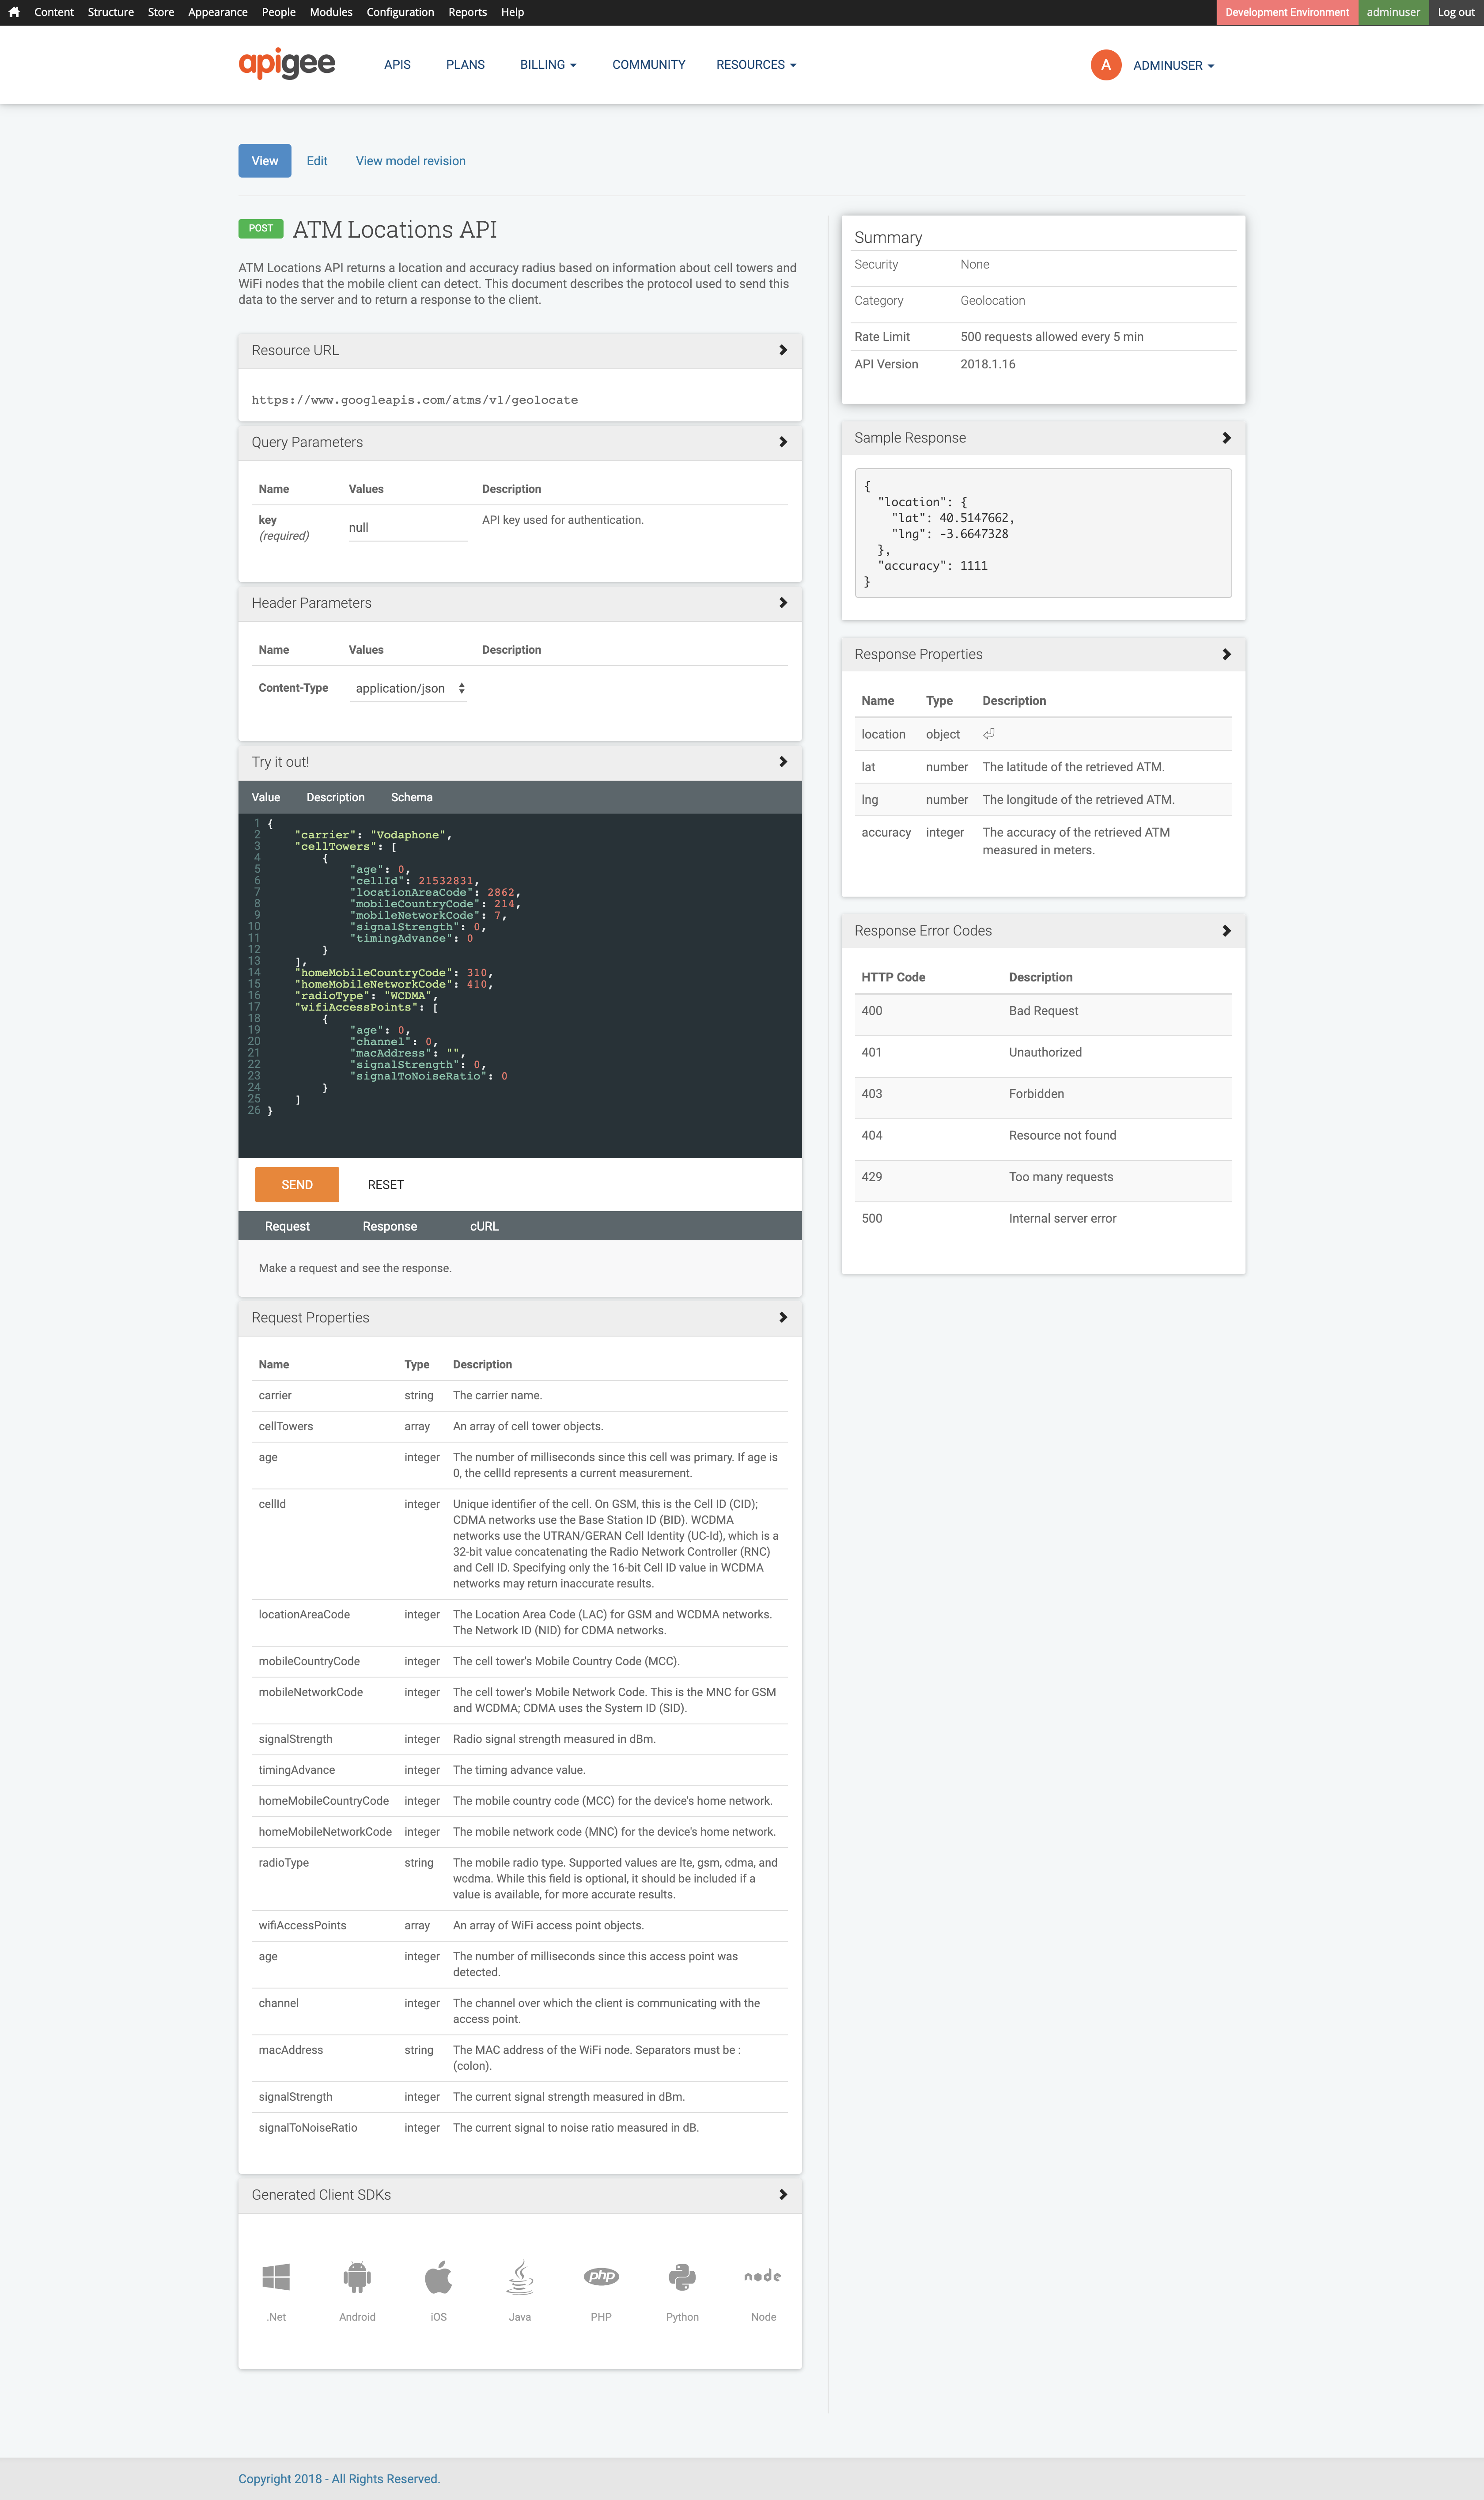 Content Structure Store Appearance People Modules Configuration Reports Help Development Environment adminuser Log out
apigee APIS PLANS BILLING COMMUNITY RESOURCES A ADMINUSER
View Edit View model revision
POST ATM Locations API
ATM Locations API returns a location and accuracy radius based on information about cell towers and
WiFi nodes that the mobile client can detect. This document describes the protocol used to send this
data to the server and to return a response to the client.
Resource URL
https://www.googleapis.com/atms/v1/geolocate
Query Parameters
Name Values Description
key null API key used for authentication.
(required)
Header Parameters
Name Values Description
Content-Type application/json
Try it out!
Value Description Schema
1 {
2 "carrier": "Vodaphone",
3 "cellTowers": [
4 {
5 "age": 0,
6 "cellId": 21532831,
7 "locationAreaCode": 2862,
8 "mobileCountryCode": 214,
9 "mobileNetworkCode": 7,
10 "signalStrength": 0,
11 "timingAdvance": 0
12 }
13 ],
14 "homeMobileCountryCode": 310,
15 "homeMobileNetworkCode": 410,
16 "radioType": "WCDMA",
17 "wifiAccessPoints": [
18 {
19 "age": 0,
20 "channel": 0,
21 "macAddress": "",
22 "signalStrength": 0,
23 "signalToNoiseRatio": 0
24 }
25 ]
26 }
SEND RESET
Request Response cURL
Make a request and see the response.
Request Properties
Name Type Description
carrier string The carrier name.
cellTowers array An array of cell tower objects.
age integer The number of milliseconds since this cell was primary. If age is
0, the cellId represents a current measurement.
cellId integer Unique identifier of the cell. On GSM, this is the Cell ID (CID);
CDMA networks use the Base Station ID (BID). WCDMA
networks use the UTRAN/GERAN Cell Identity (UC-Id), which is a
32-bit value concatenating the Radio Network Controller (RNC)
and Cell ID. Specifying only the 16-bit Cell ID value in WCDMA
networks may return inaccurate results.
locationAreaCode integer The Location Area Code (LAC) for GSM and WCDMA networks.
The Network ID (NID) for CDMA networks.
mobileCountryCode integer The cell tower's Mobile Country Code (MCC).
mobileNetworkCode integer The cell tower's Mobile Network Code. This is the MNC for GSM
and WCDMA; CDMA uses the System ID (SID).
signalStrength integer Radio signal strength measured in dBm.
timingAdvance integer The timing advance value.
homeMobileCountryCode integer The mobile country code (MCC) for the device's home network.
homeMobileNetworkCode integer The mobile network code (MNC) for the device's home network.
radioType string The mobile radio type. Supported values are lte, gsm, cdma, and
wcdma. While this field is optional, it should be included if a
value is available, for more accurate results.
wifiAccessPoints array An array of WiFi access point objects.
age integer The number of milliseconds since this access point was
detected.
channel integer The channel over which the client is communicating with the
access point.
macAddress string The MAC address of the WiFi node. Separators must be :
(colon).
signalStrength integer The current signal strength measured in dBm.
signalToNoiseRatio integer The current signal to noise ratio measured in dB.
Generated Client SDKs
php node
.Net Android iOS Java PHP Python Node
Summary
Security None
Category Geolocation
Rate Limit 500 requests allowed every 5 min
API Version 2018.1.16
Sample Response
{
"location": {
"lat": 40.5147662,
"lng": -3.6647328
},
"accuracy": 1111
}
Response Properties
Name Type Description
location object
lat number The latitude of the retrieved ATM.
lng number The longitude of the retrieved ATM.
accuracy integer The accuracy of the retrieved ATM
measured in meters.
Response Error Codes
HTTP Code Description
400 Bad Request
401 Unauthorized
403 Forbidden
404 Resource not found
429 Too many requests
500 Internal server error
Copyright 2018 - All Rights Reserved.